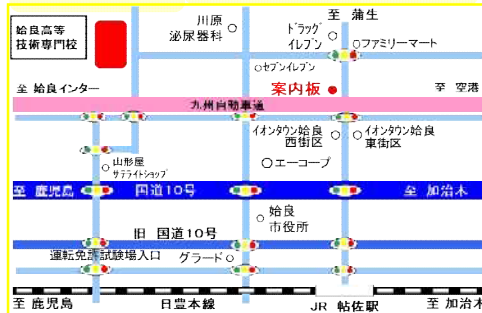 至 蒲生
姶良高等
技術専門校
川原
泌尿器科
ドラッグ
イレブン
ファミリーマート
セブンイレブン
至 姶良インター
案内板
至 空港
九州自動車道
イオンタウン姶良
西街区
イオンタウン姶良
東街区
山形屋
サテライトショップ
エーコープ
至 鹿児島
国道10号
至 加治木
姶良
市役所
旧 国道10号
運転免許試験場入口
グラード
至 鹿児島
日豊本線
JR 帖佐駅
至 加治木